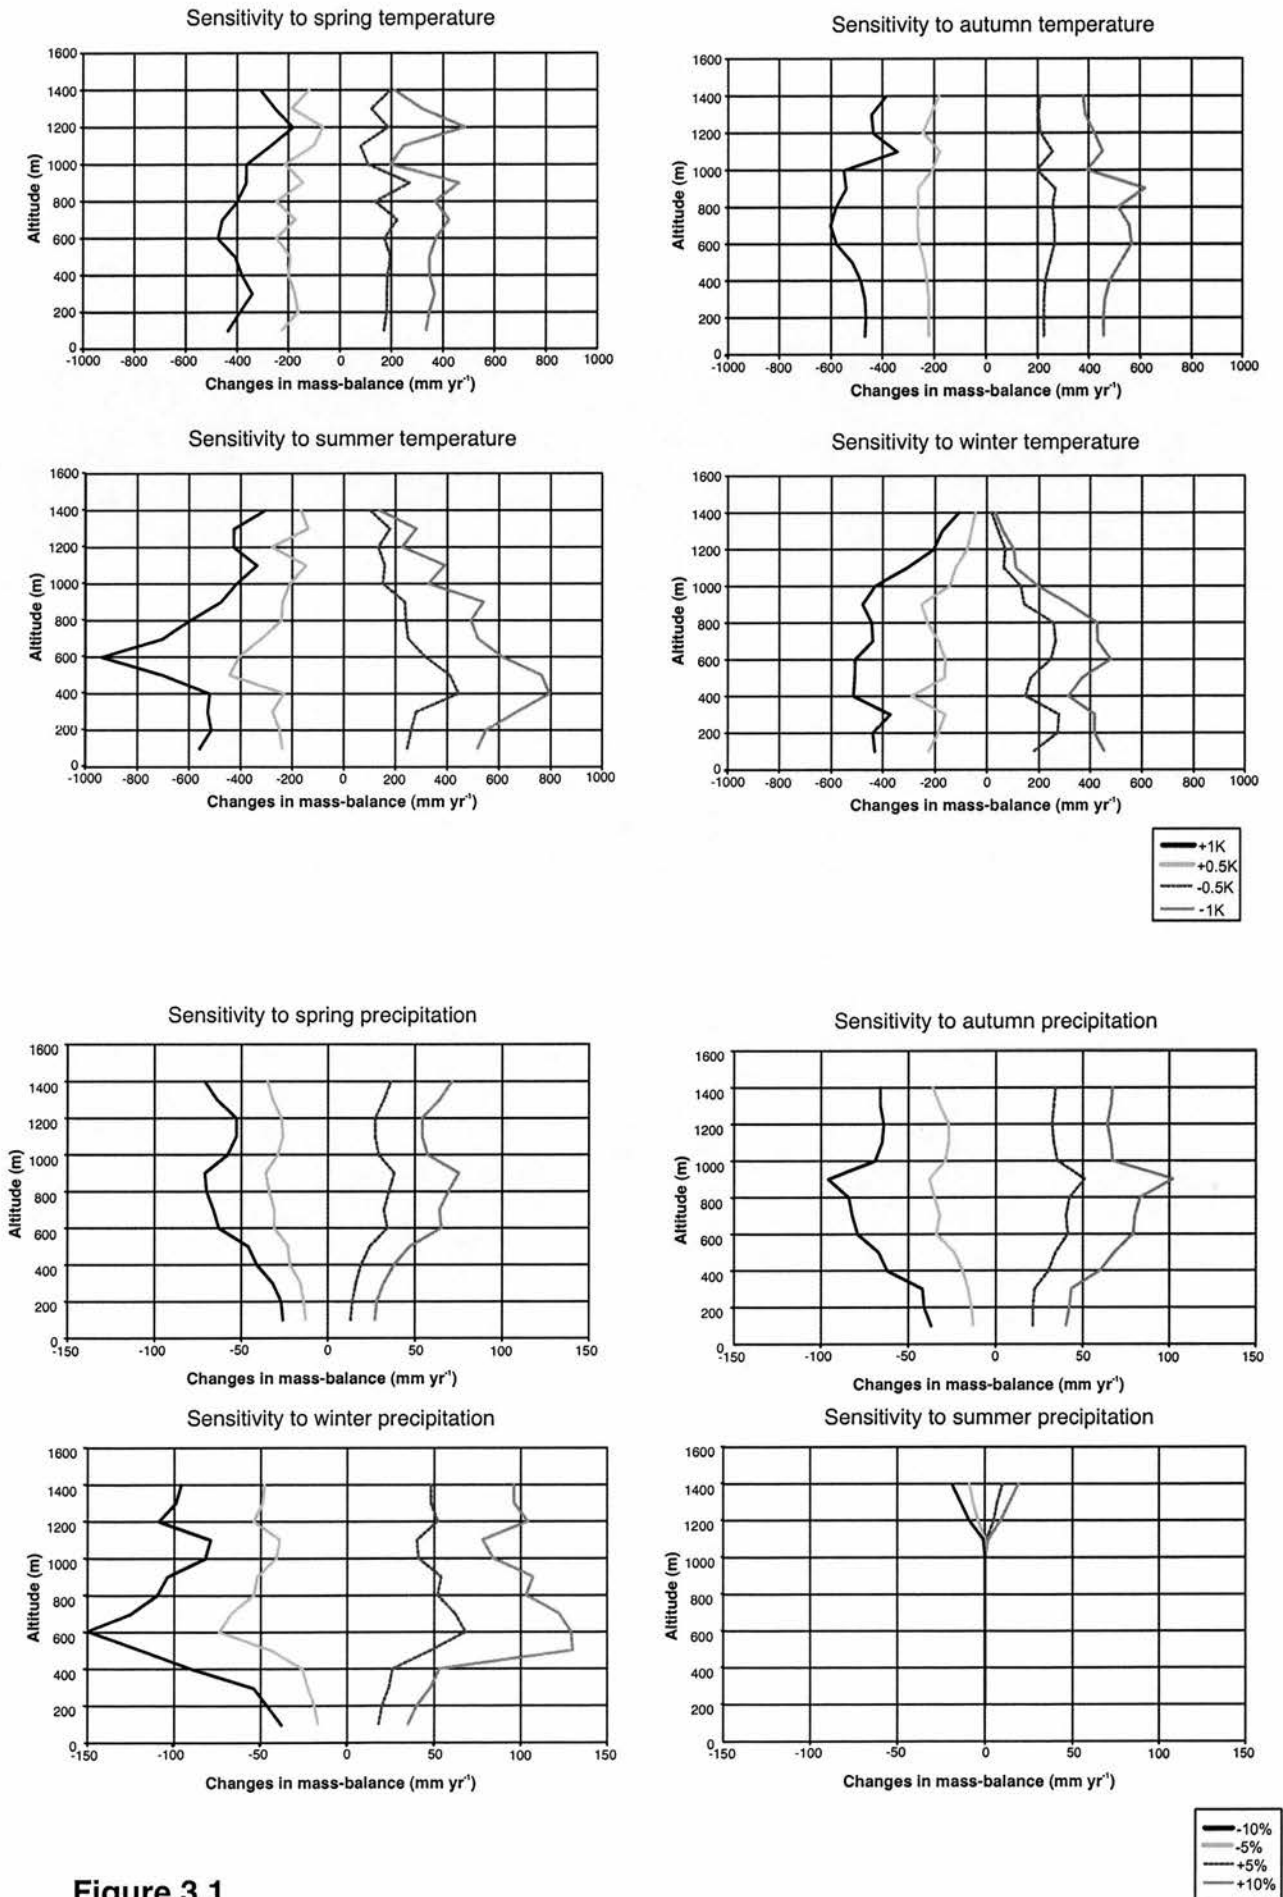 Sensitivity to spring temperature
1600
1400
1200
1000
800
600
400
200
0
Altitude (m)
-1000 -800 -600 -400 -200 0 200 400 600 800 1000
Changes in mass-balance (mm yr⁻¹)
Sensitivity to autumn temperature
1600
1400
1200
1000
800
600
400
200
0
Altitude (m)
-1000 -800 -600 -400 -200 0 200 400 600 800 1000
Changes in mass-balance (mm yr⁻¹)
Sensitivity to summer temperature
1600
1400
1200
1000
800
600
400
200
0
Altitude (m)
-1000 -800 -600 -400 -200 0 200 400 600 800 1000
Changes in mass-balance (mm yr⁻¹)
Sensitivity to winter temperature
1600
1400
1200
1000
800
600
400
200
0
Altitude (m)
-1000 -800 -600 -400 -200 0 200 400 600 800 1000
Changes in mass-balance (mm yr⁻¹)
+1K
+0.5K
-0.5K
-1K
Sensitivity to spring precipitation
1600
1400
1200
1000
800
600
400
200
0
Altitude (m)
-150 -100 -50 0 50 100 150
Changes in mass-balance (mm yr⁻¹)
Sensitivity to autumn precipitation
1600
1400
1200
1000
800
600
400
200
0
Altitude (m)
-150 -100 -50 0 50 100 150
Changes in mass-balance (mm yr⁻¹)
Sensitivity to winter precipitation
1600
1400
1200
1000
800
600
400
200
0
Altitude (m)
-150 -100 -50 0 50 100 150
Changes in mass-balance (mm yr⁻¹)
Sensitivity to summer precipitation
1600
1400
1200
1000
800
600
400
200
0
Altitude (m)
-150 -100 -50 0 50 100 150
Changes in mass-balance (mm yr⁻¹)
-10%
-5%
+5%
+10%
Figure 3.1